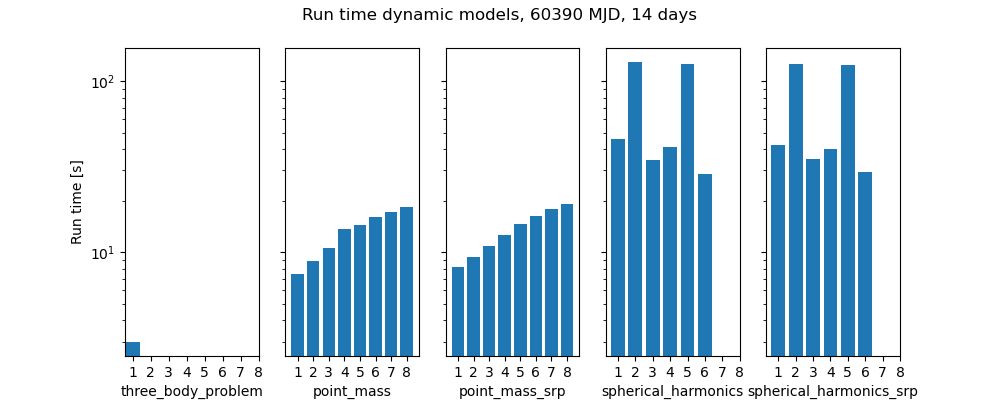 Run time dynamic models, 60390 MJD, 14 days
Run time [s]
10²
10¹
1 2 3 4 5 6 7 8
three_body_problem
1 2 3 4 5 6 7 8
point_mass
1 2 3 4 5 6 7 8
point_mass_srp
1 2 3 4 5 6 7 8
spherical_harmonics
1 2 3 4 5 6 7 8
spherical_harmonics_srp